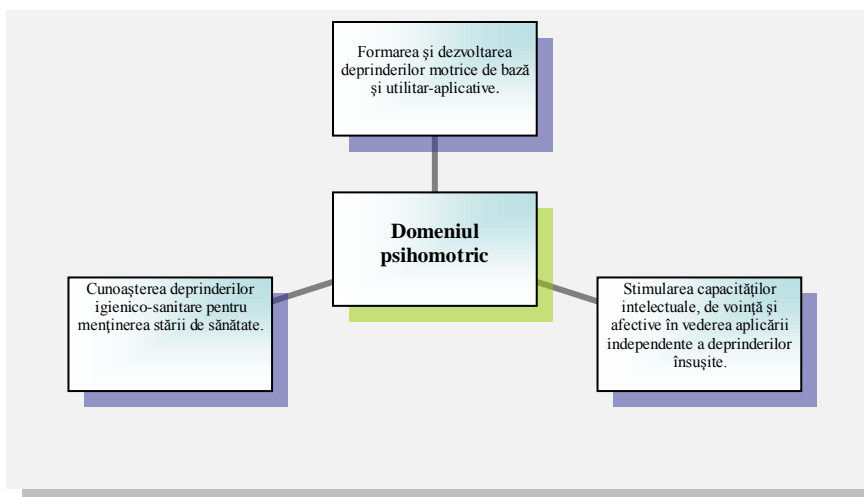 Formarea şi dezvoltarea
deprinderilor motrice de bază
şi utilitar-aplicative.
Domeniul
psihomotric
Cunoaşterea deprinderilor
igienico-sanitare pentru
menţinerea stării de sănătate.
Stimularea capacităţilor
intelectuale, de voinţă şi
afective în vederea aplicării
independente a deprinderilor
însuşite.